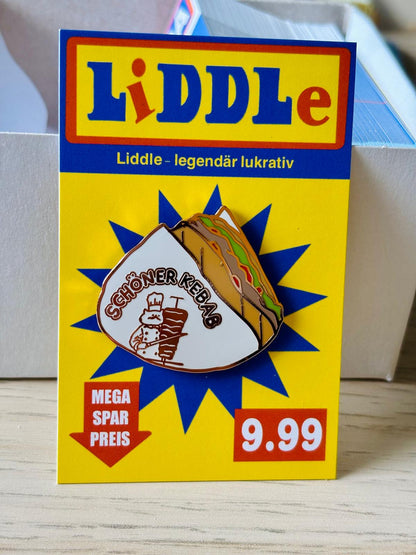 LiDDLe
Liddle - legendär lukrativ
SCHÖNER KEBAB
MEGA
SPAR
PREIS
9.99